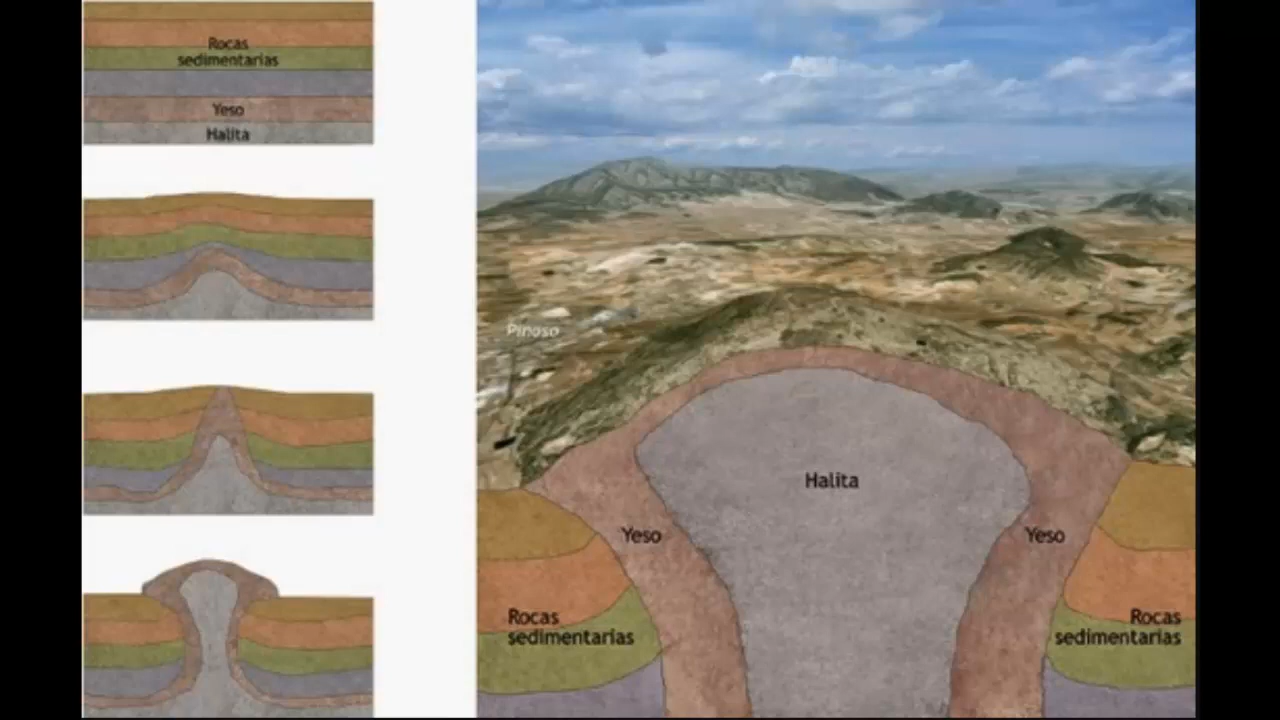 Rocas
sedimentarias
Yeso
Halita
Pinoso
Halita
Yeso
Yeso
Rocas
sedimentarias
Rocas
sedimentarias